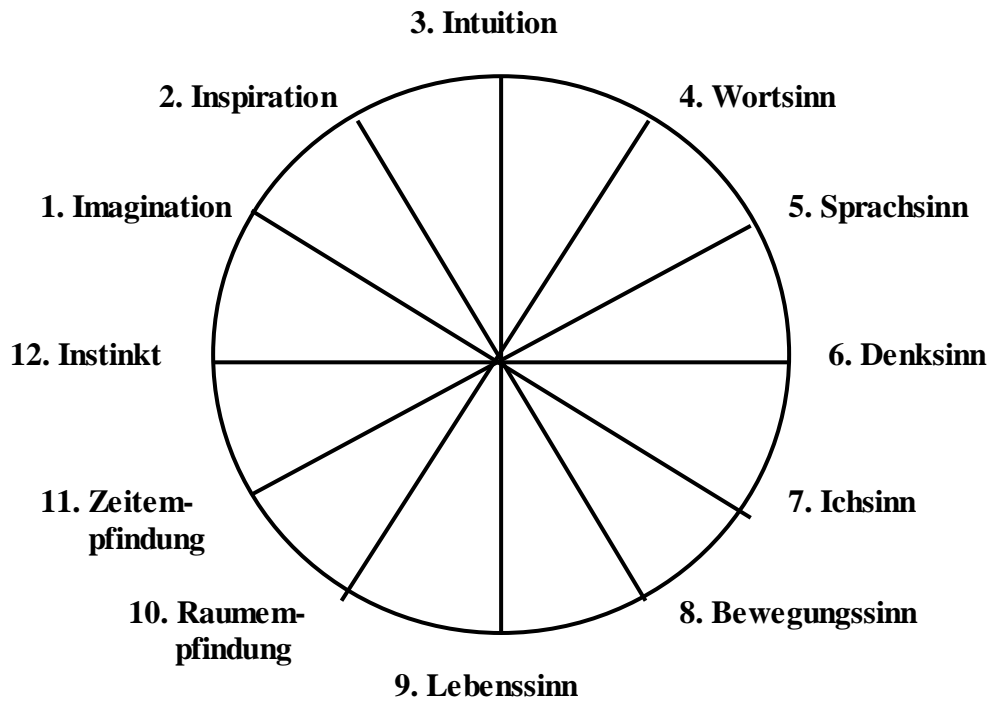 3. Intuition
2. Inspiration
4. Wortsinn
1. Imagination
5. Sprachsinn
12. Instinkt
6. Denksinn
11. Zeitem-
pfindung
7. Ichsinn
10. Raumem-
pfindung
8. Bewegungssinn
9. Lebenssinn